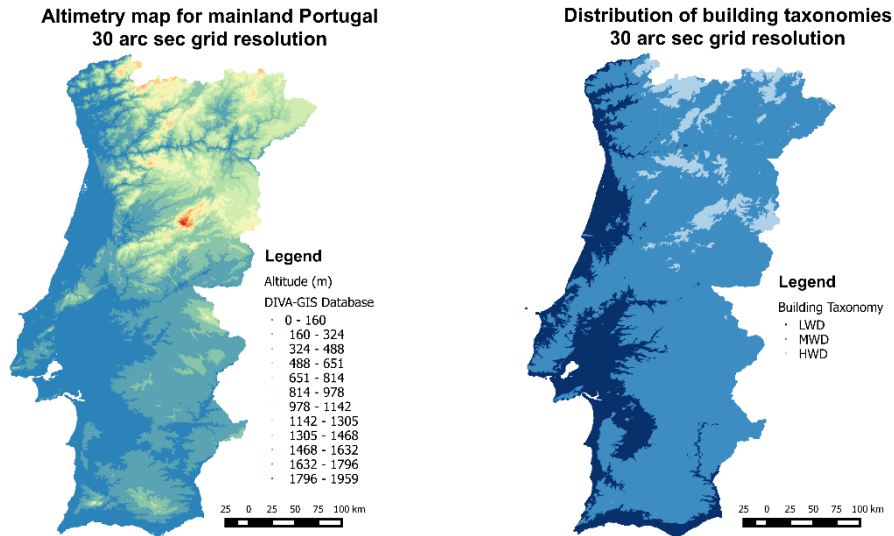 Altimetry map for mainland Portugal
30 arc sec grid resolution
Legend
Altitude (m)
DIVA-GIS Database
0 - 160
160 - 324
324 - 488
488 - 651
651 - 814
814 - 978
978 - 1142
1142 - 1305
1305 - 1468
1468 - 1632
1632 - 1796
1796 - 1959
25 0 25 50 75 100 km
Distribution of building taxonomies
30 arc sec grid resolution
Legend
Building Taxonomy
LWD
MWD
HWD
25 0 25 50 75 100 km